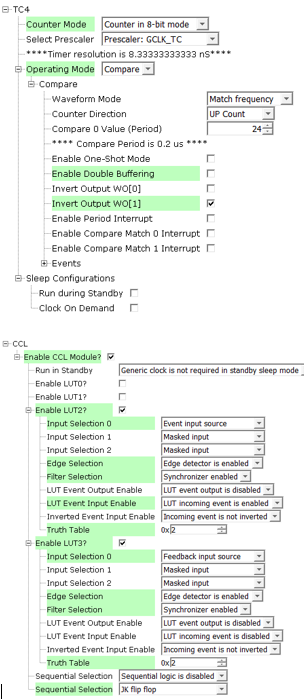 TC4
Counter Mode Counter in 8-bit mode
Select Prescaler Prescaler: GCLK_TC
****Timer resolution is 8.33333333333 nS****
Operating Mode Compare
Compare
Waveform Mode Match frequency
Counter Direction UP Count
Compare 0 Value (Period) 24
**** Compare Period is 0.2 us ****
Enable One-Shot Mode
Enable Double Buffering
Invert Output WO[0]
Invert Output WO[1]
Enable Period Interrupt
Enable Compare Match 0 Interrupt
Enable Compare Match 1 Interrupt
Events
Sleep Configurations
Run during Standby
Clock On Demand
CCL
Enable CCL Module?
Run in Standby Generic clock is not required in standby sleep mode
Enable LUT0?
Enable LUT1?
Enable LUT2?
Input Selection 0 Event input source
Input Selection 1 Masked input
Input Selection 2 Masked input
Edge Selection Edge detector is enabled
Filter Selection Synchronizer enabled
LUT Event Output Enable LUT event output is disabled
LUT Event Input Enable LUT incoming event is enabled
Inverted Event Input Enable Incoming event is not inverted
Truth Table 0x 2
Enable LUT3?
Input Selection 0 Feedback input source
Input Selection 1 Masked input
Input Selection 2 Masked input
Edge Selection Edge detector is enabled
Filter Selection Synchronizer enabled
LUT Event Output Enable LUT event output is disabled
LUT Event Input Enable LUT incoming event is disabled
Inverted Event Input Enable Incoming event is not inverted
Truth Table 0x 2
Sequential Selection Sequential logic is disabled
Sequential Selection JK flip flop